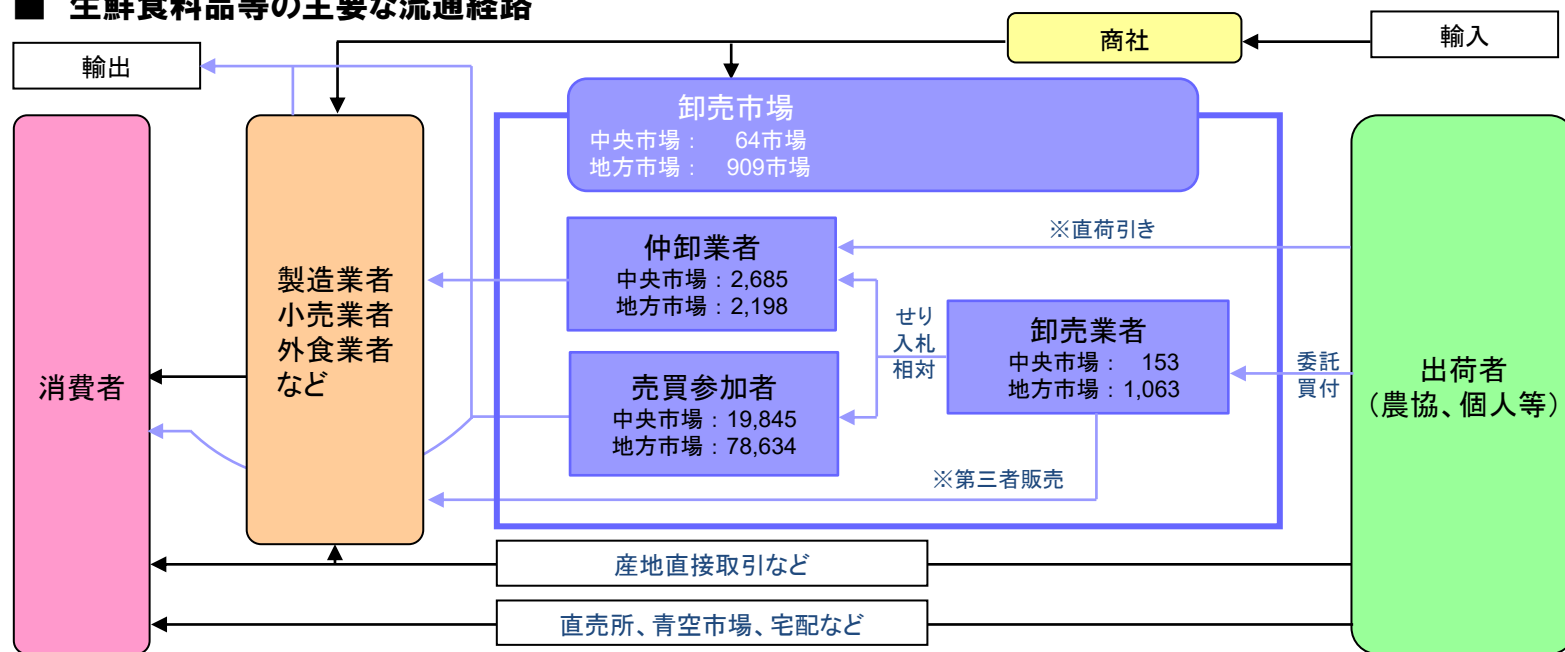 ■ 生鮮食料品等の主要な流通経路
商社
輸入
輸出
卸売市場
中央市場： 64市場
地方市場： 909市場
※直荷引き
仲卸業者
中央市場：2,685
地方市場：2,198
製造業者
小売業者
外食業者
など
せり
入札
相対
卸売業者
中央市場： 153
地方市場：1,063
委託
買付
出荷者
（農協、個人等）
消費者
売買参加者
中央市場：19,845
地方市場：78,634
※第三者販売
産地直接取引など
直売所、青空市場、宅配など